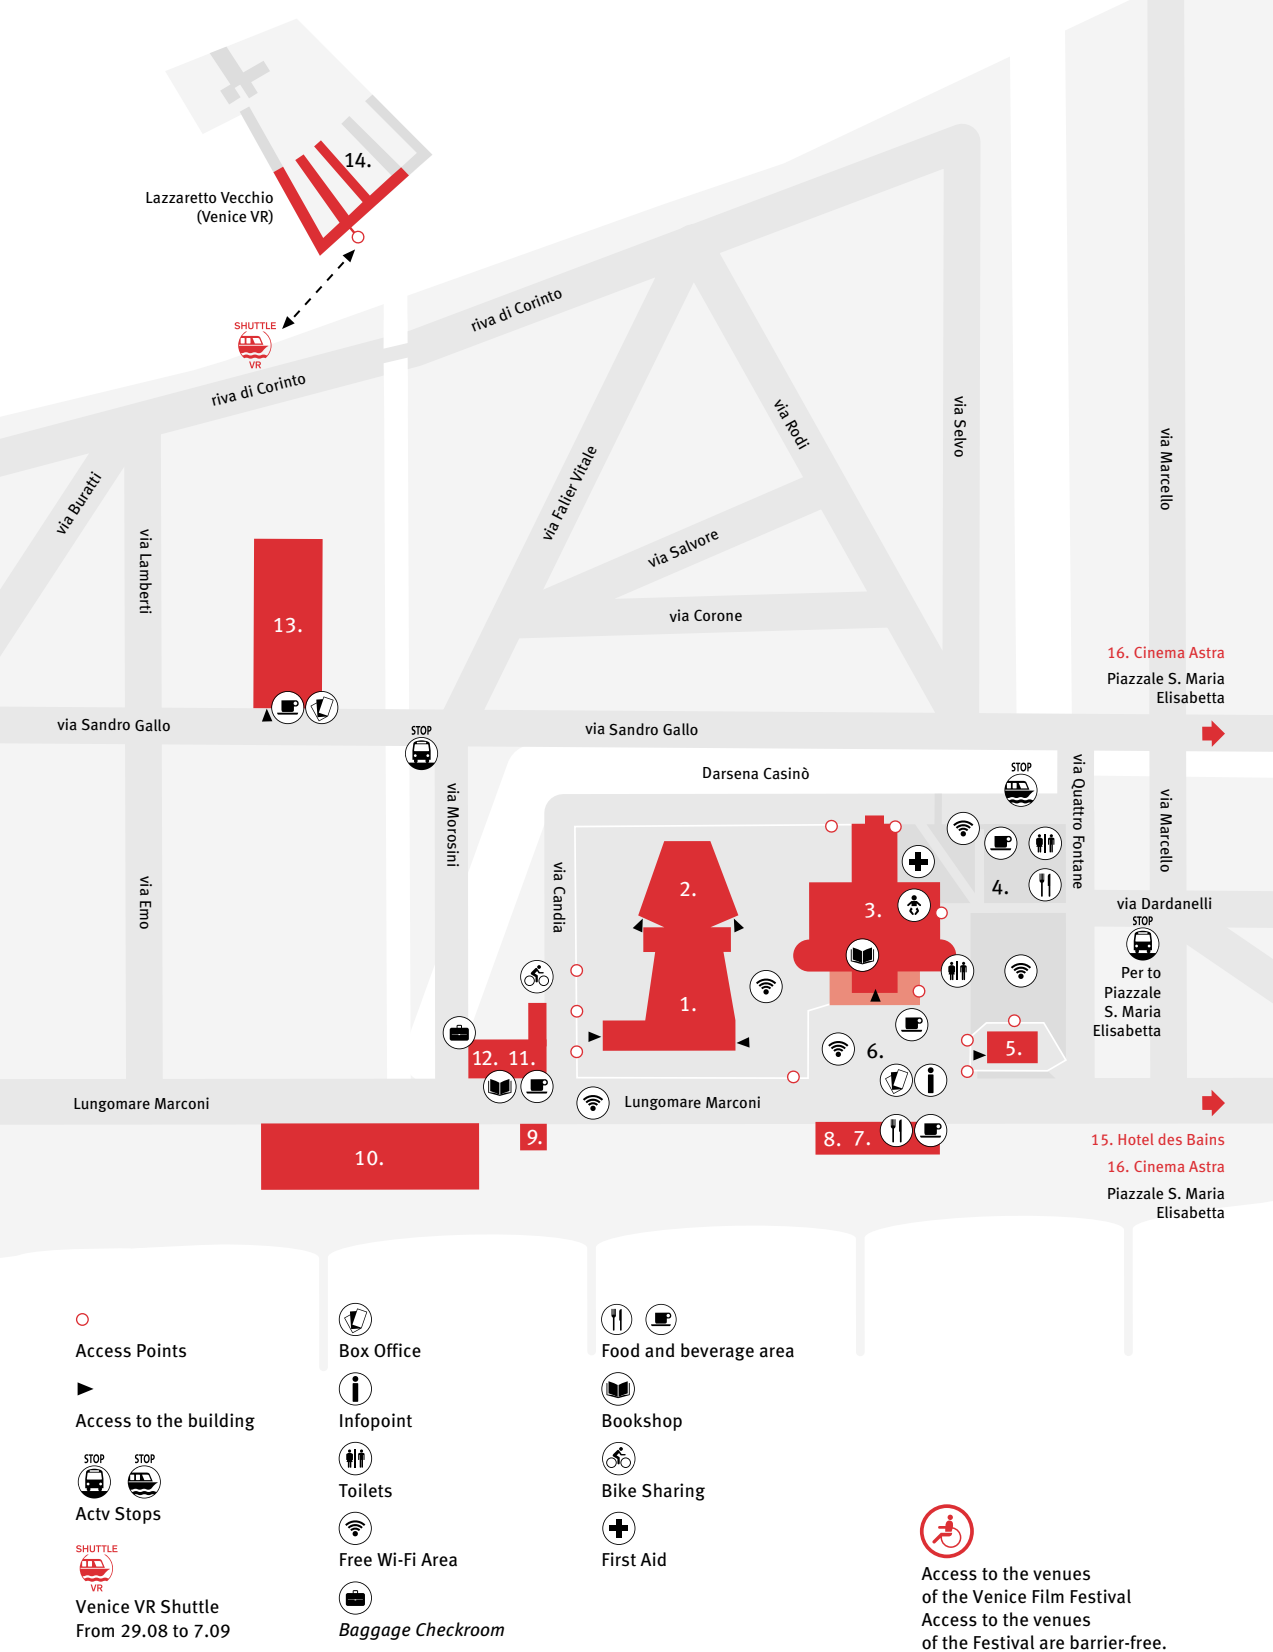 14.
Lazzaretto Vecchio
(Venice VR)
SHUTTLE
VR
riva di Corinto
riva di Corinto
via Buratti
via Lamberti
via Falier Vitale
via Rodi
via Selvo
via Marcello
via Salvore
via Corone
13.
16. Cinema Astra
Piazzale S. Maria
Elisabetta
via Sandro Gallo
STOP
via Sandro Gallo
Darsena Casinò
STOP
via Quattro Fontane
via Morosini
via Marcello
via Emo
via Candia
2.
3.
4.
via Dardanelli
STOP
Per to
Piazzale
S. Maria
Elisabetta
1.
12. 11.
6.
5.
Lungomare Marconi
Lungomare Marconi
9.
8. 7.
10.
15. Hotel des Bains
16. Cinema Astra
Piazzale S. Maria
Elisabetta
Access Points
Access to the building
STOP STOP
Actv Stops
SHUTTLE
VR
Venice VR Shuttle
From 29.08 to 7.09
Box Office
Infopoint
Toilets
Free Wi-Fi Area
Baggage Checkroom
Food and beverage area
Bookshop
Bike Sharing
First Aid
Access to the venues
of the Venice Film Festival
Access to the venues
of the Festival are barrier-free.